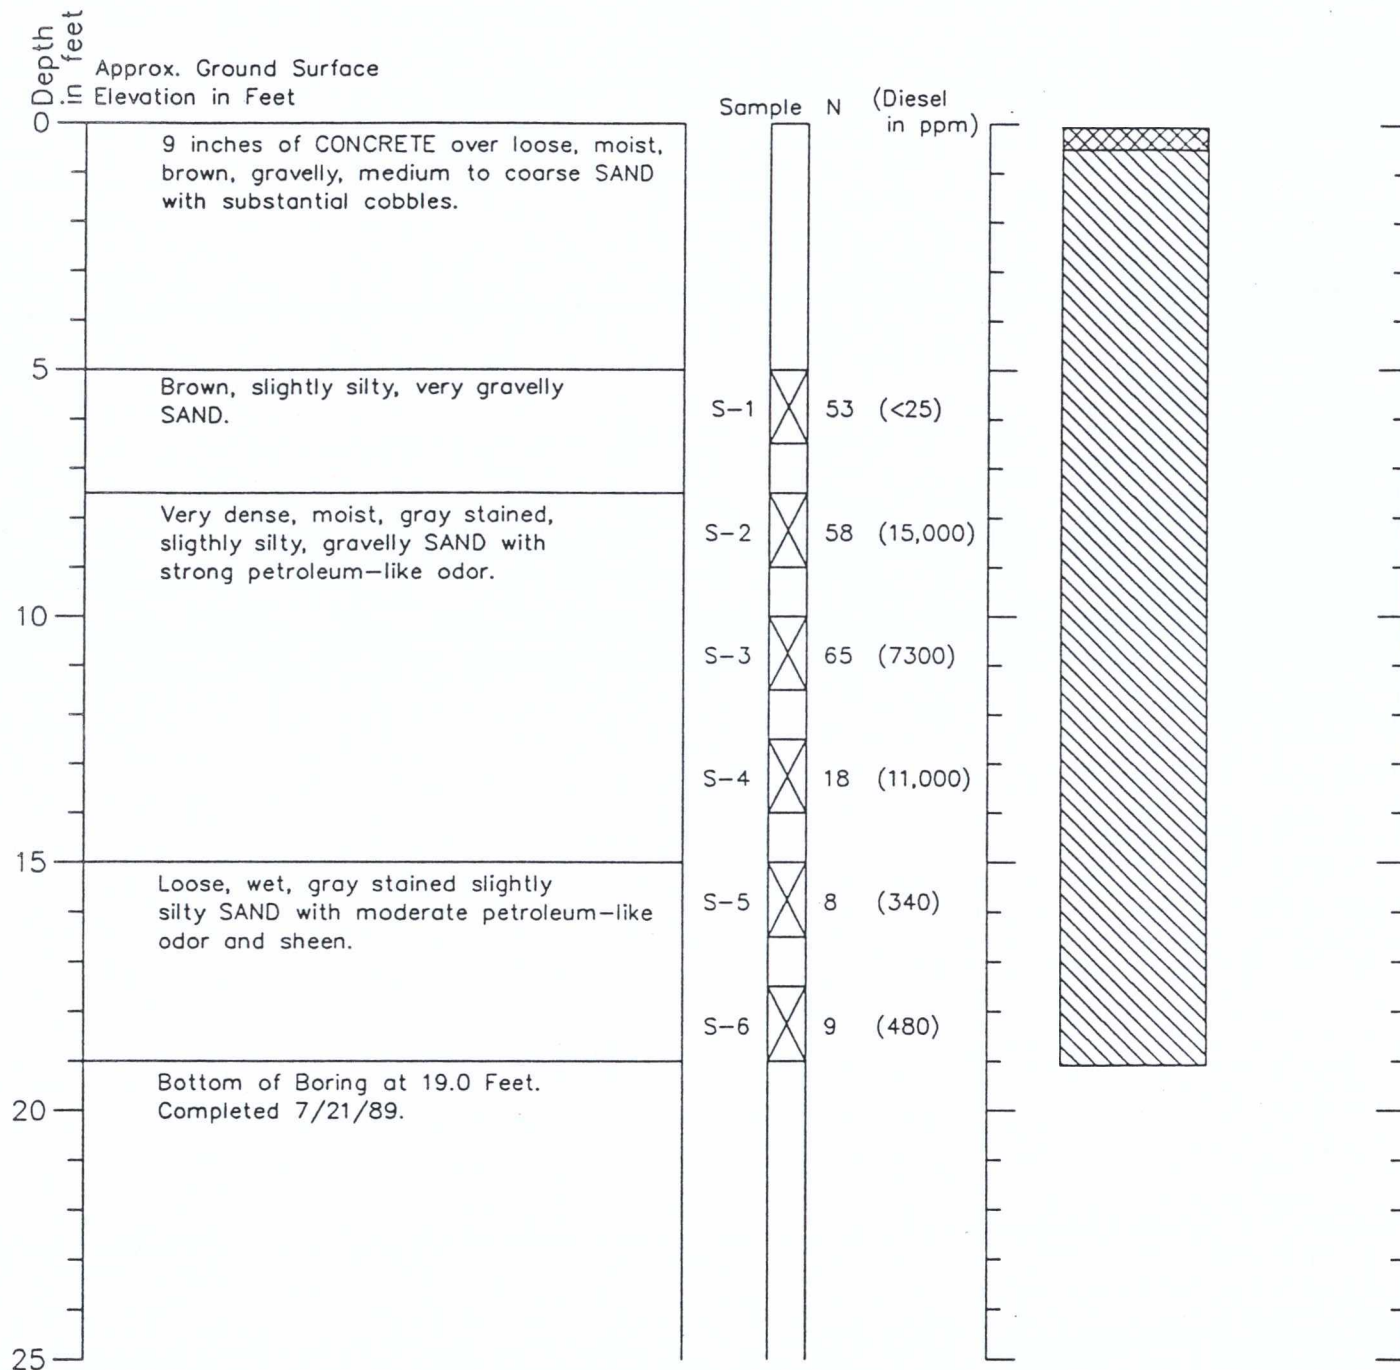 Depth
in feet
Approx. Ground Surface
Elevation in Feet
Sample N (Diesel
in ppm)
0
9 inches of CONCRETE over loose, moist,
brown, gravelly, medium to coarse SAND
with substantial cobbles.
5
Brown, slightly silty, very gravelly
SAND.
S-1 53 (<25)
Very dense, moist, gray stained,
sligthly silty, gravelly SAND with
strong petroleum-like odor.
S-2 58 (15,000)
10
S-3 65 (7300)
S-4 18 (11,000)
15
Loose, wet, gray stained slightly
silty SAND with moderate petroleum-like
odor and sheen.
S-5 8 (340)
S-6 9 (480)
Bottom of Boring at 19.0 Feet.
Completed 7/21/89.
20
25